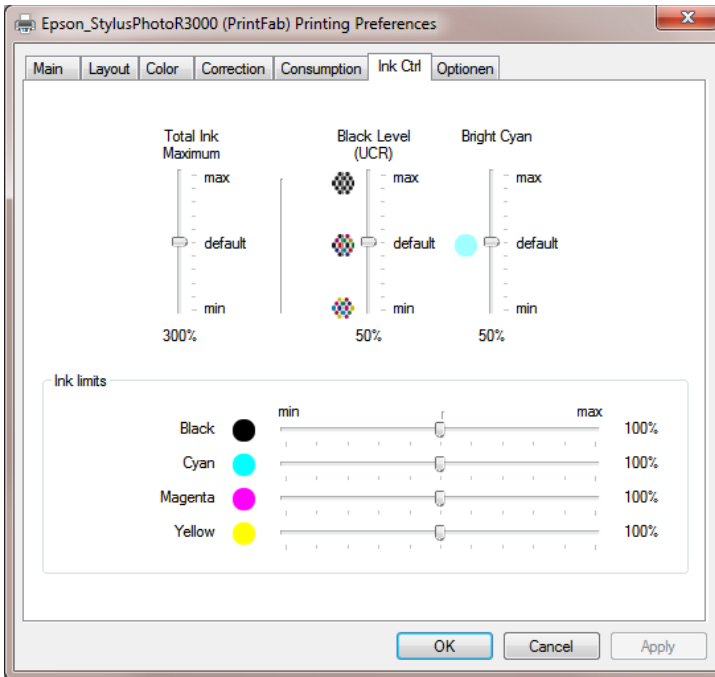 Epson_StylusPhotoR3000 (PrintFab) Printing Preferences
Main Layout Color Correction Consumption Ink Ctrl Optionen
Total Ink
Maximum
max
default
min
300%
Black Level
(UCR)
max
default
min
50%
Bright Cyan
max
default
min
50%
Ink limits
min max
Black 100%
Cyan 100%
Magenta 100%
Yellow 100%
OK Cancel Apply